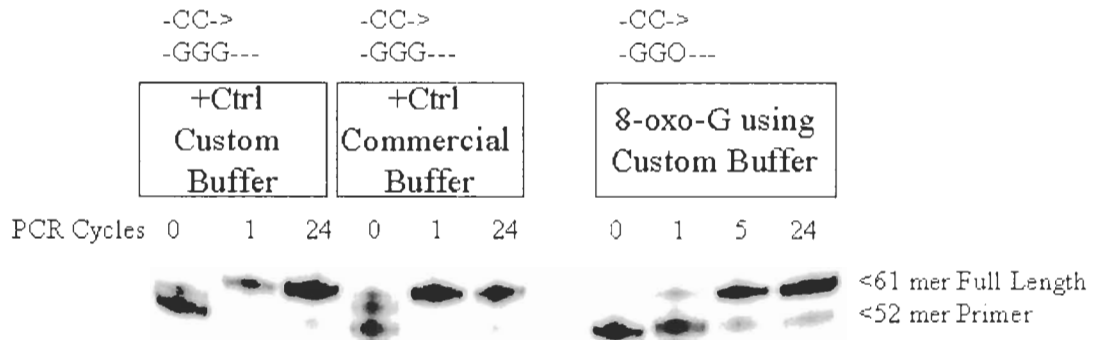 -CC-> -CC-> -CC->
-GGG--- -GGG--- -GGO---
+Ctrl Custom Buffer
+Ctrl Commercial Buffer
8-oxo-G using Custom Buffer
PCR Cycles 0 1 24 0 1 24 0 1 5 24
<61 mer Full Length
<52 mer Primer